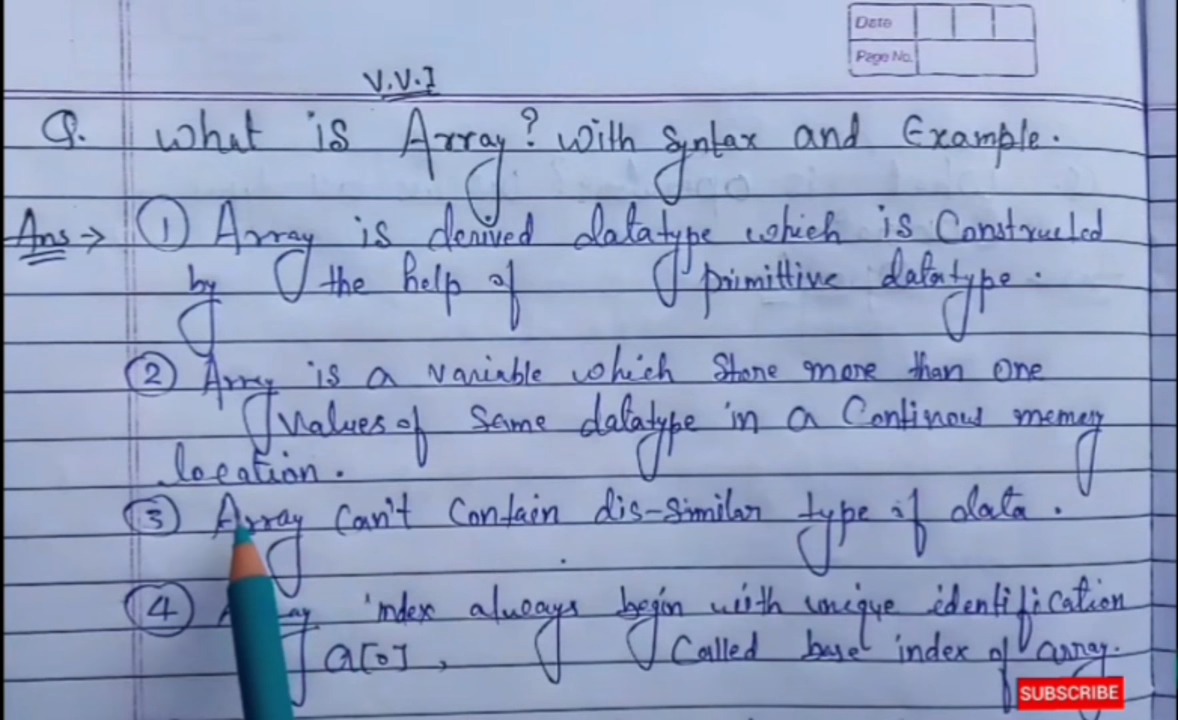 Date
Page No.
V.V.I
Q. What is Array? with Syntax and Example.
Ans → ① Array is derived datatype which is Constructed
by the help of primittive datatype.
② Array is a variable which store more than one
values of same datatype in a Continous memory
location.
③ Array Can't Contain dis-similar type of data.
④ index always begin with unique identification
a[0], Called base index of array.
SUBSCRIBE